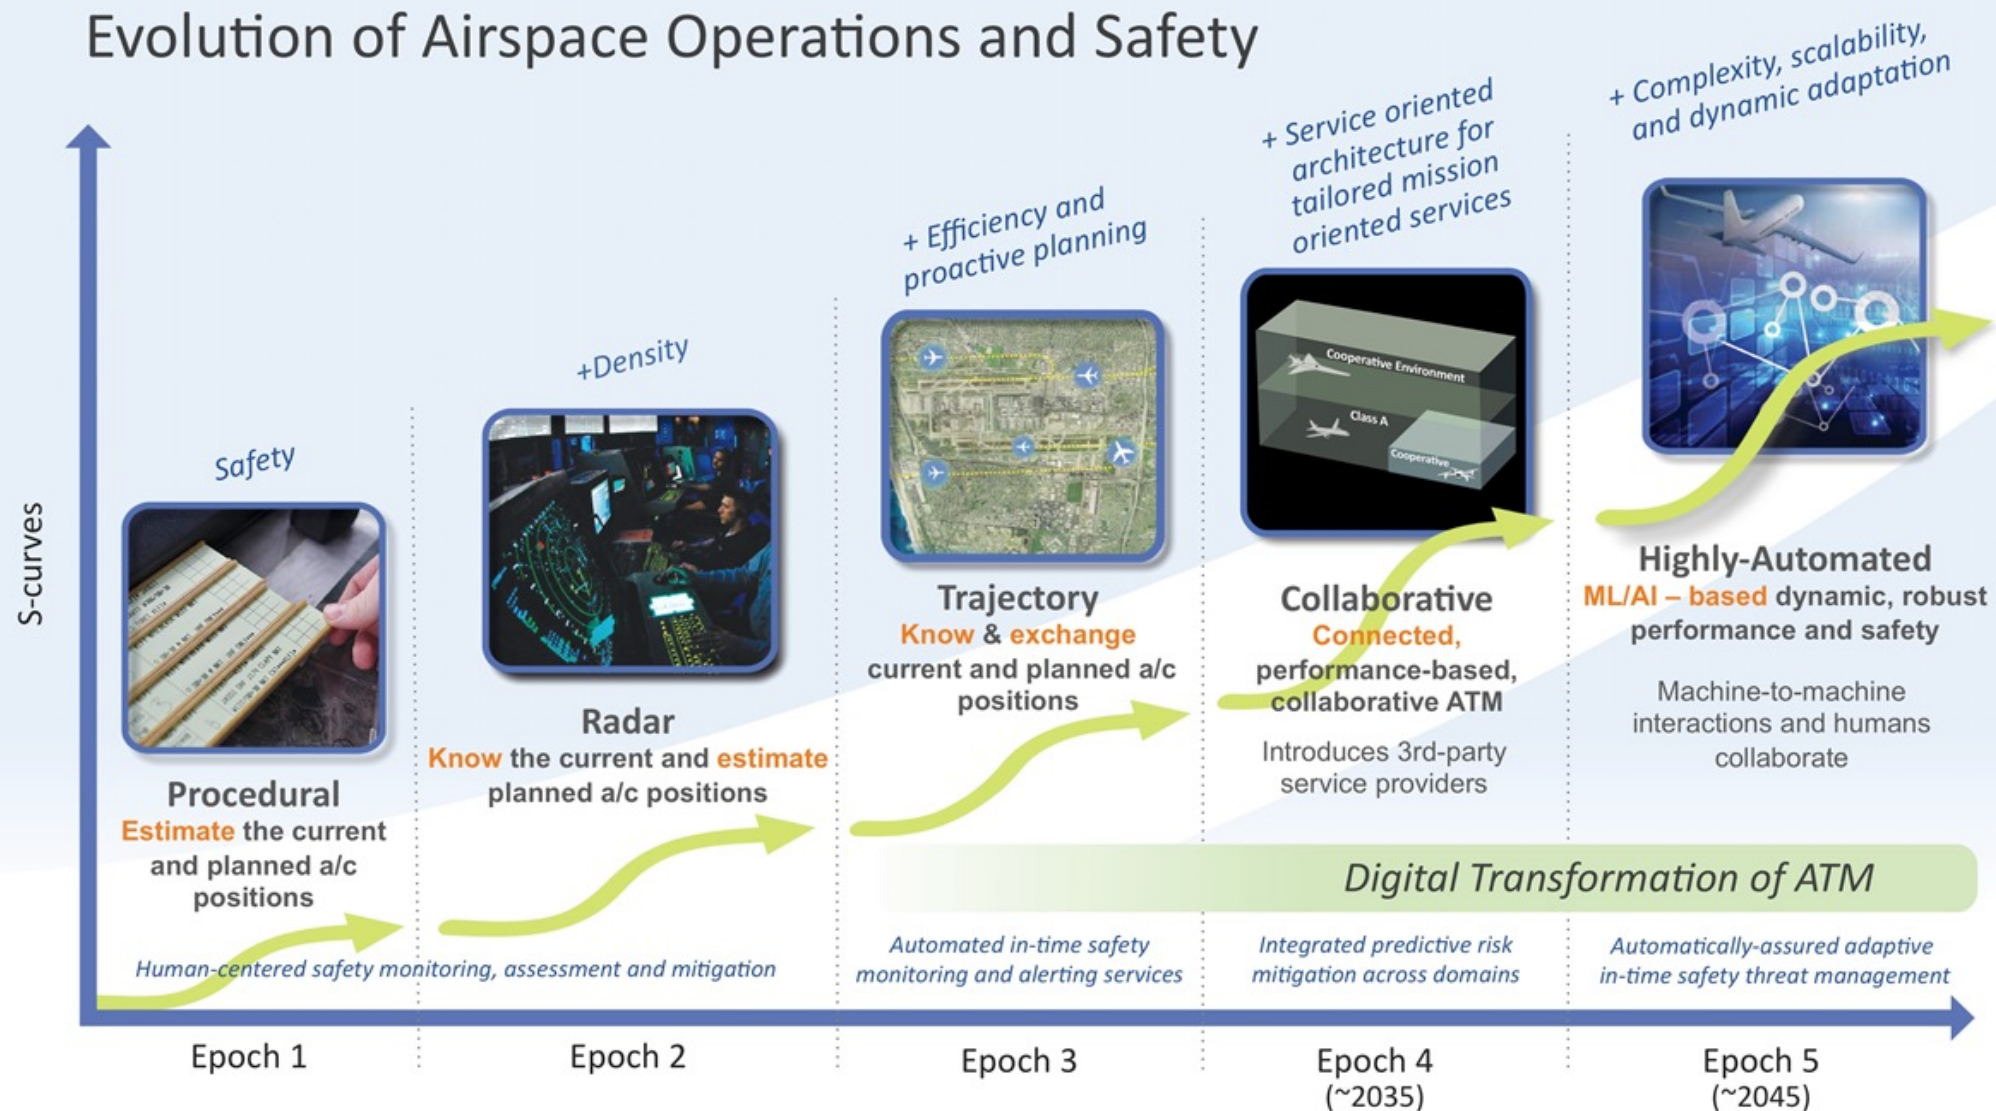 Evolution of Airspace Operations and Safety
S-curves
Safety
Procedural
Estimate the current
and planned a/c
positions
+Density
Radar
Know the current and estimate
planned a/c positions
Human-centered safety monitoring, assessment and mitigation
+ Efficiency and
proactive planning
Trajectory
Know & exchange
current and planned a/c
positions
Automated in-time safety
monitoring and alerting services
+ Service oriented
architecture for
tailored mission
oriented services
Cooperative Environment
Class A
Cooperative
Collaborative
Connected,
performance-based,
collaborative ATM
Introduces 3rd-party
service providers
Integrated predictive risk
mitigation across domains
+ Complexity, scalability,
and dynamic adaptation
Highly-Automated
ML/AI – based dynamic, robust
performance and safety
Machine-to-machine
interactions and humans
collaborate
Digital Transformation of ATM
Automatically-assured adaptive
in-time safety threat management
Epoch 1
Epoch 2
Epoch 3
Epoch 4
(~2035)
Epoch 5
(~2045)